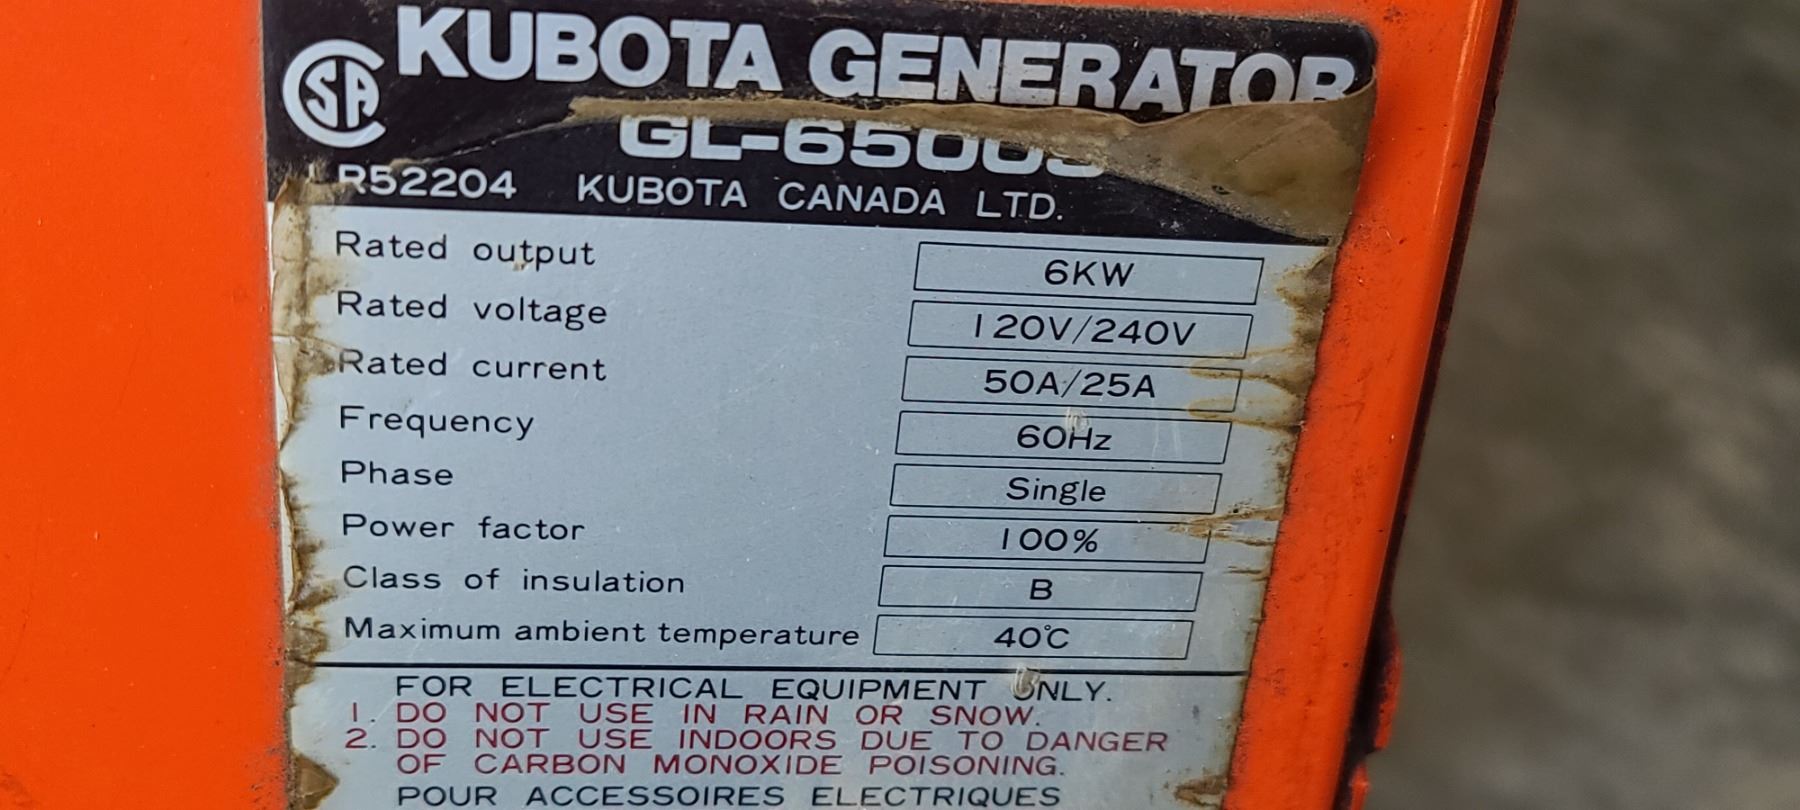 KUBOTA GENERATOR
GL-6500S
LR52204 KUBOTA CANADA LTD.
Rated output 6KW
Rated voltage 120V/240V
Rated current 50A/25A
Frequency 60Hz
Phase Single
Power factor 100%
Class of insulation B
Maximum ambient temperature 40℃
FOR ELECTRICAL EQUIPMENT ONLY.
1. DO NOT USE IN RAIN OR SNOW.
2. DO NOT USE INDOORS DUE TO DANGER
OF CARBON MONOXIDE POISONING.
POUR ACCESSOIRES ELECTRIQUES